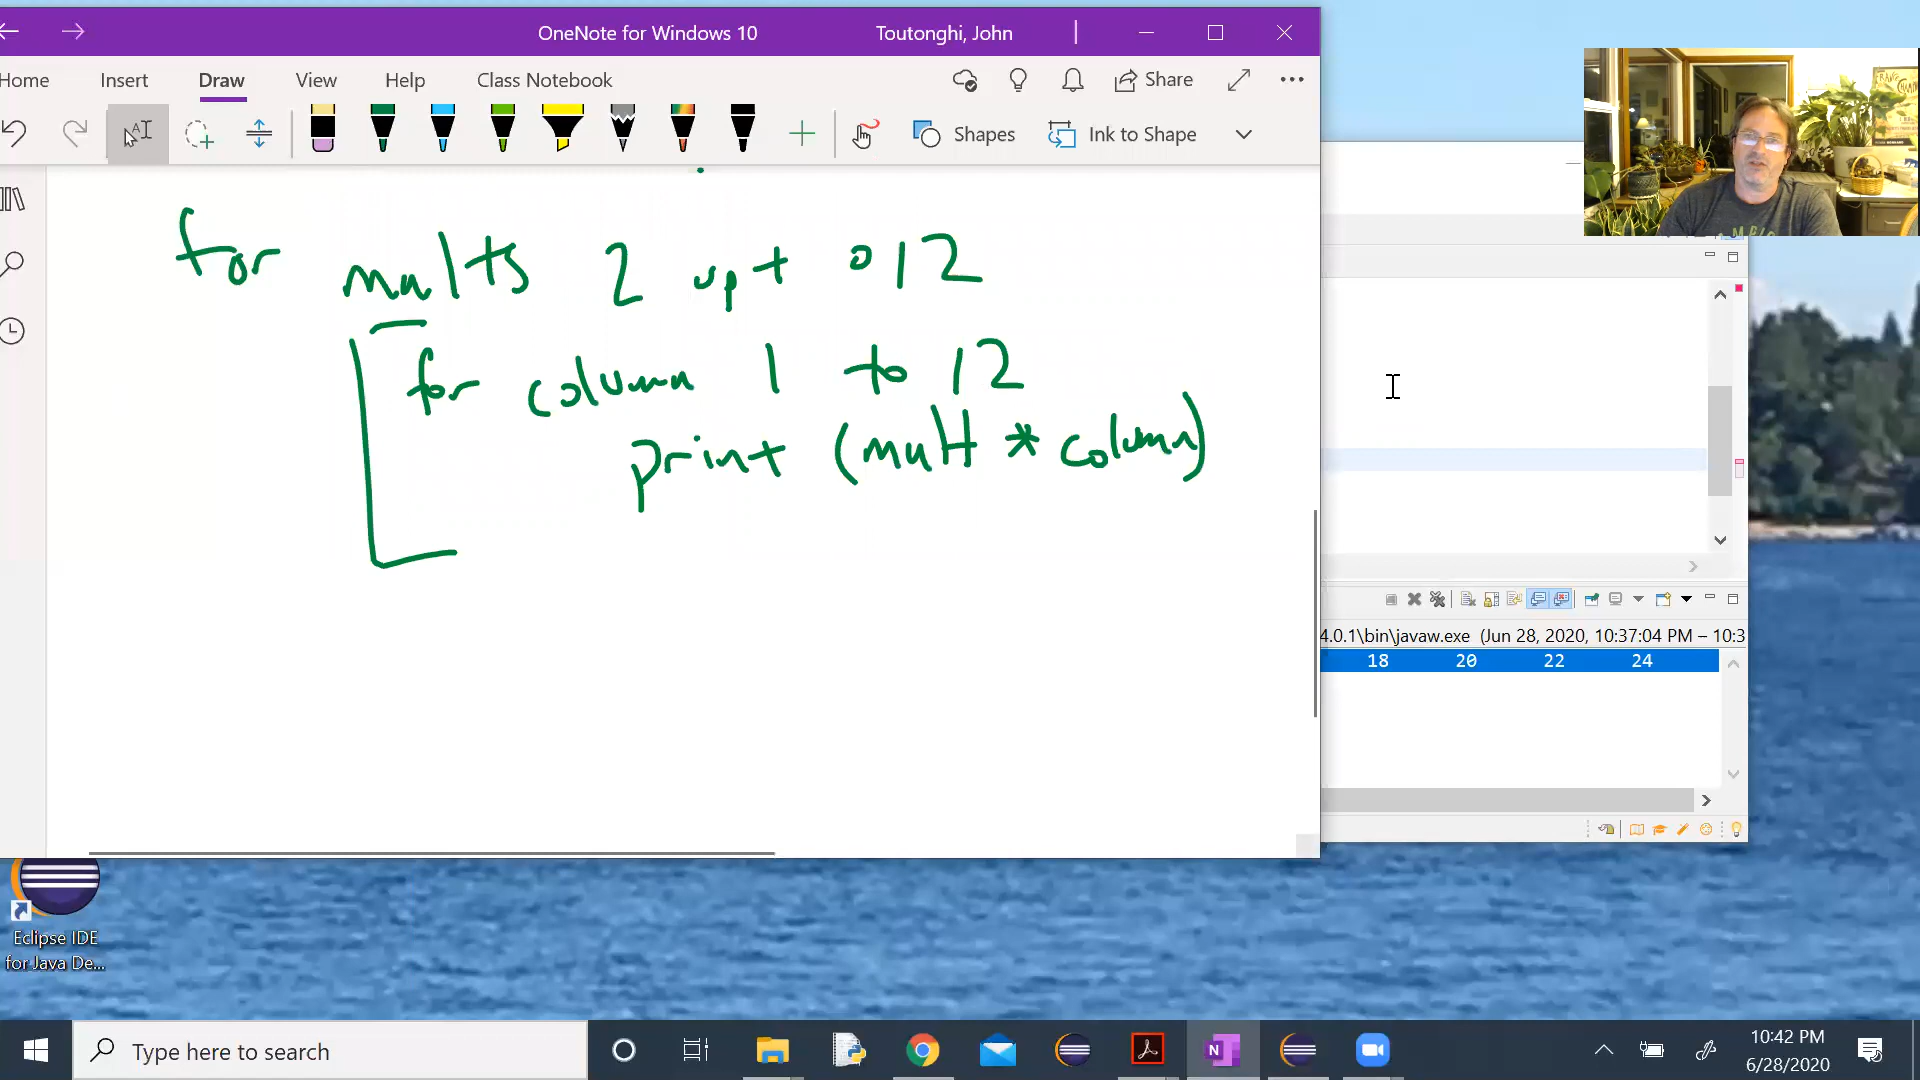 OneNote for Windows 10
Toutonghi, John
Home Insert Draw View Help Class Notebook Share
Shapes Ink to Shape
for mults 2 up t o 12
for column 1 to 12
print (mult * column)
4.0.1\bin\javaw.exe (Jun 28, 2020, 10:37:04 PM – 10:3
18 20 22 24
Eclipse IDE
for Java De...
Type here to search
10:42 PM
6/28/2020